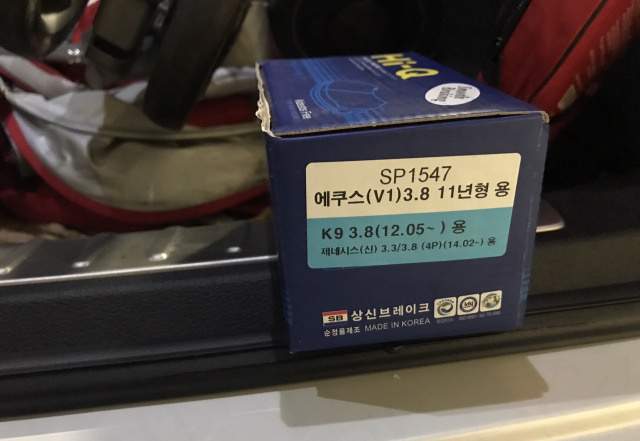 Hi-Q
SP1547
에쿠스(V1)3.8 11년형 용
K9 3.8(12.05~) 용
제네시스(신) 3.3/3.8 (4P)(14.02~) 용
SB 상신브레이크
순정품제조 MADE IN KOREA